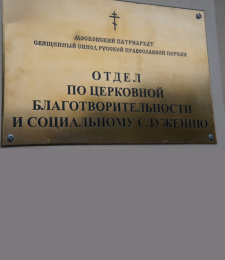 МОСКОВСКИЙ ПАТРИАРХАТ
СВЯЩЕННЫЙ СИНОД РУССКОЙ ПРАВОСЛАВНОЙ ЦЕРКВИ
ОТДЕЛ
ПО ЦЕРКОВНОЙ
БЛАГОТВОРИТЕЛЬНОСТИ
И СОЦИАЛЬНОМУ СЛУЖЕНИЮ